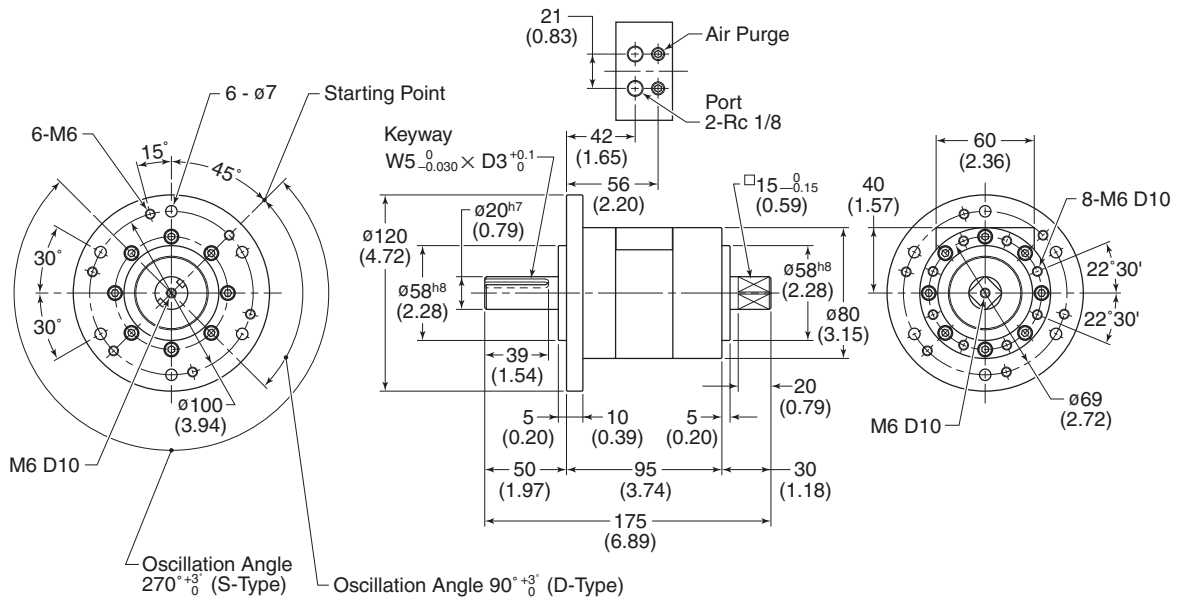 21
(0.83)
Air Purge
Port
2-Rc 1/8
6 - ø7
Starting Point
6-M6
15°
45°
30°
30°
ø100
(3.94)
M6 D10
Oscillation Angle
270° +3° 0 (S-Type)
Oscillation Angle 90° +3° 0 (D-Type)
Keyway
W5 0 -0.030 × D3 +0.1 0
42
(1.65)
56
(2.20)
□15 0 -0.15
(0.59)
ø20h7
(0.79)
ø120
(4.72)
ø58h8
(2.28)
ø58h8
(2.28)
ø80
(3.15)
39
(1.54)
20
(0.79)
5
(0.20)
10
(0.39)
5
(0.20)
50
(1.97)
95
(3.74)
30
(1.18)
175
(6.89)
60
(2.36)
40
(1.57)
8-M6 D10
22°30'
22°30'
ø69
(2.72)
M6 D10